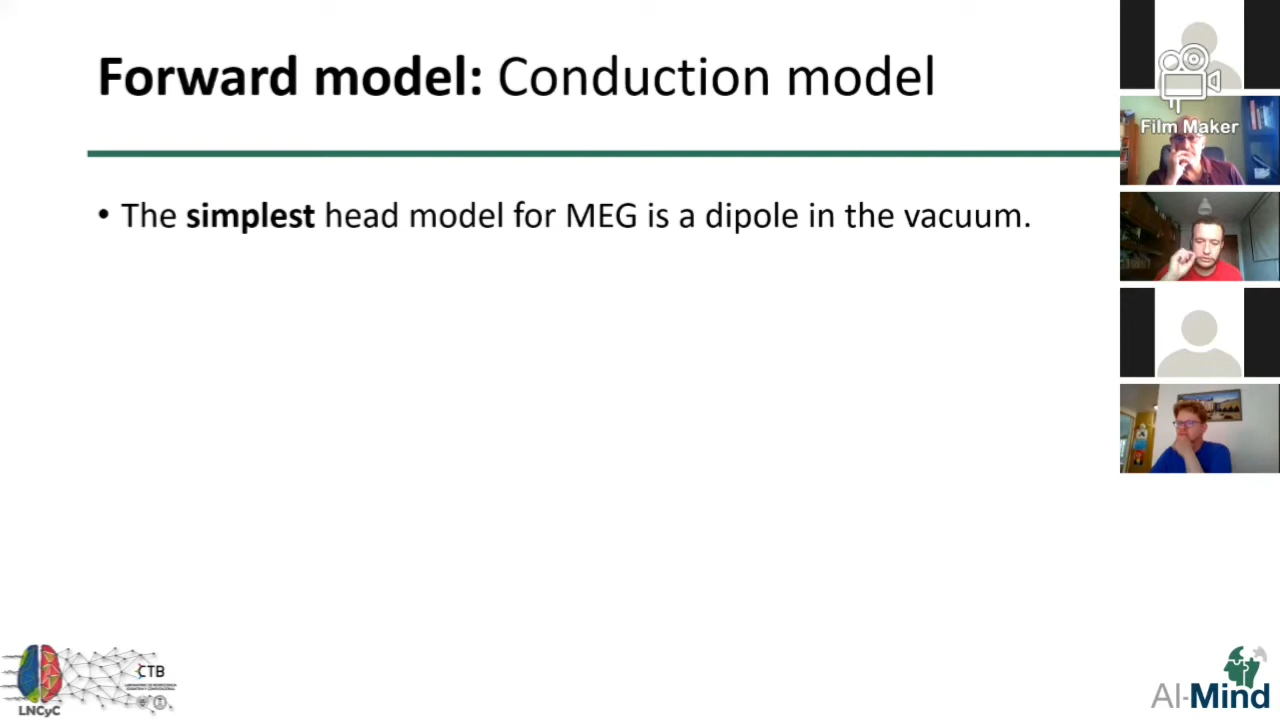 Forward model: Conduction model
• The simplest head model for MEG is a dipole in the vacuum.
Film Maker
LNCyC
CTB
AI-Mind